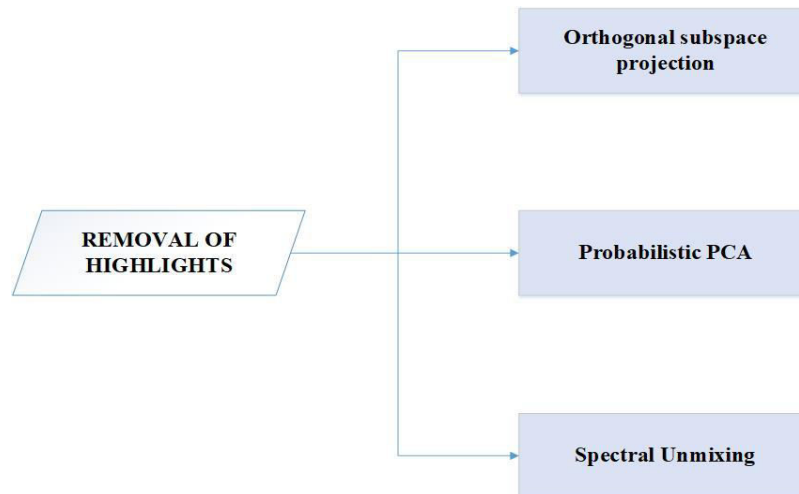 Orthogonal subspace
projection
REMOVAL OF
HIGHLIGHTS
Probabilistic PCA
Spectral Unmixing